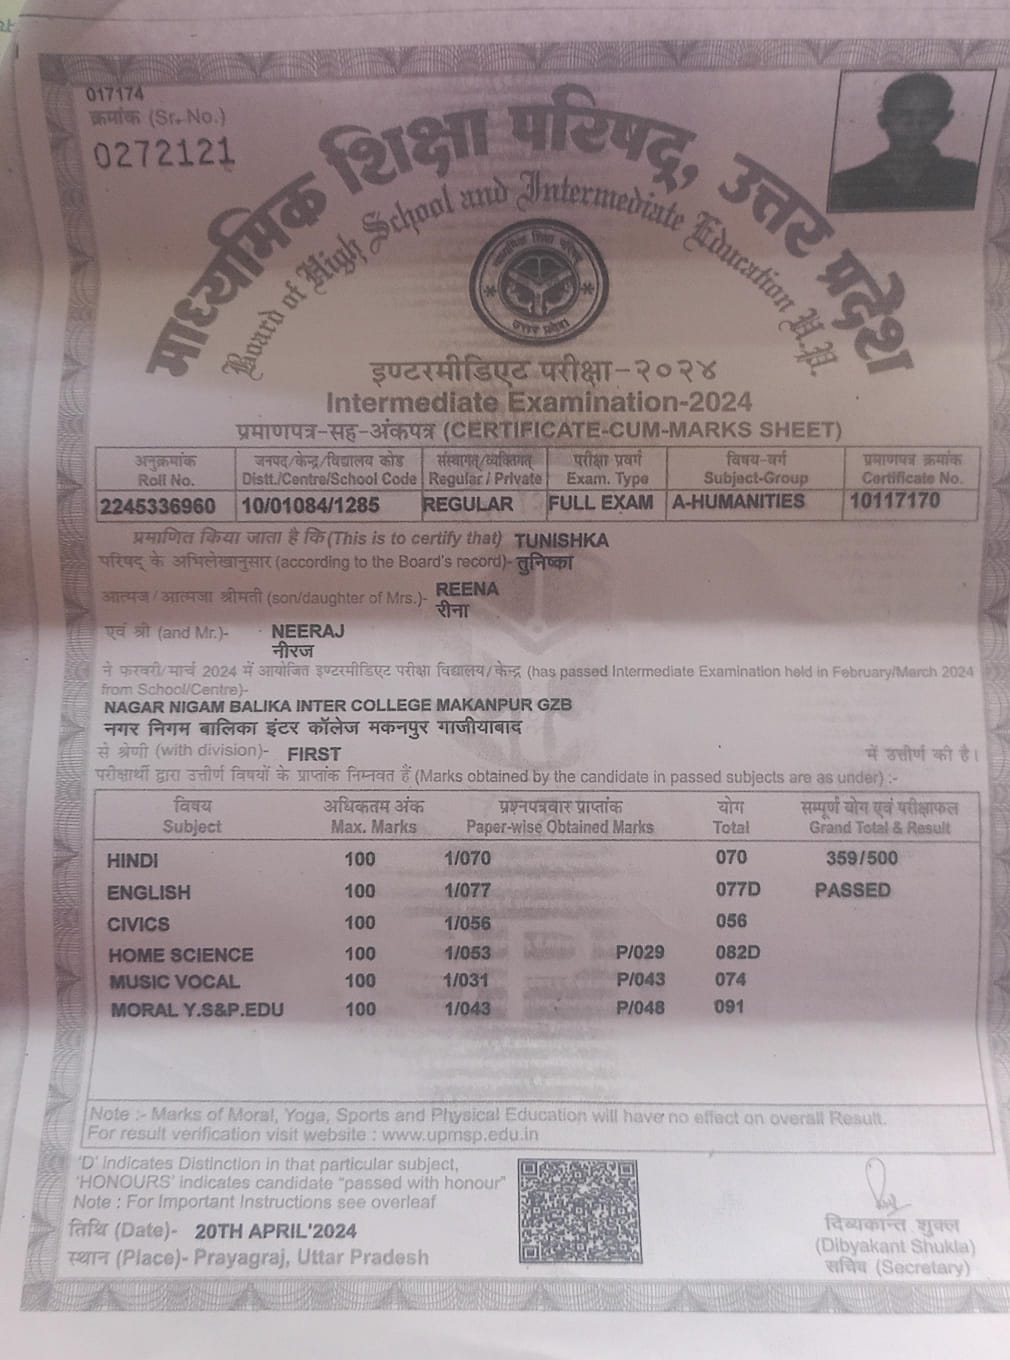 017174
क्रमांक (Sr. No.)
0272121
माध्यमिक शिक्षा परिषद्, उत्तर प्रदेश
Board of High School and Intermediate Education U.P.
माध्यमिक शिक्षा परिषद्
उत्तर प्रदेश
इण्टरमीडिएट परीक्षा-२०२४
Intermediate Examination-2024
प्रमाणपत्र-सह-अंकपत्र (CERTIFICATE-CUM-MARKS SHEET)
अनुक्रमांक जनपद/केन्द्र/विद्यालय कोड संस्थागत/व्यक्तिगत परीक्षा प्रवर्ग विषय-वर्ग प्रमाणपत्र क्रमांक
Roll No. Distt./Centre/School Code Regular / Private Exam. Type Subject-Group Certificate No.
2245336960 10/01084/1285 REGULAR FULL EXAM A-HUMANITIES 10117170
प्रमाणित किया जाता है कि (This is to certify that) TUNISHKA
परिषद् के अभिलेखानुसार (according to the Board's record)- तुनिष्का
आत्मज/आत्मजा श्रीमती (son/daughter of Mrs.)- REENA
रीना
एवं श्री (and Mr.)- NEERAJ
नीरज
ने फरवरी/मार्च 2024 में आयोजित इण्टरमीडिएट परीक्षा विद्यालय/केन्द्र (has passed Intermediate Examination held in February/March 2024
from School/Centre)-
NAGAR NIGAM BALIKA INTER COLLEGE MAKANPUR GZB
नगर निगम बालिका इंटर कॉलेज मकनपुर गाजीयाबाद
से श्रेणी (with division)- FIRST में उत्तीर्ण की है।
परीक्षार्थी द्वारा उत्तीर्ण विषयों के प्राप्तांक निम्नवत हैं (Marks obtained by the candidate in passed subjects are as under) :-
विषय अधिकतम अंक प्रश्नपत्रवार प्राप्तांक योग सम्पूर्ण योग एवं परीक्षाफल
Subject Max. Marks Paper-wise Obtained Marks Total Grand Total & Result
HINDI 100 1/070 070 359/500
ENGLISH 100 1/077 077D PASSED
CIVICS 100 1/056 056
HOME SCIENCE 100 1/053 P/029 082D
MUSIC VOCAL 100 1/031 P/043 074
MORAL Y.S&P.EDU 100 1/043 P/048 091
Note :- Marks of Moral, Yoga, Sports and Physical Education will have no effect on overall Result.
For result verification visit website : www.upmsp.edu.in
'D' indicates Distinction in that particular subject,
'HONOURS' indicates candidate "passed with honour"
Note : For Important Instructions see overleaf
तिथि (Date)- 20TH APRIL'2024
स्थान (Place)- Prayagraj, Uttar Pradesh
दिव्यकान्त शुक्ल
(Dibyakant Shukla)
सचिव (Secretary)